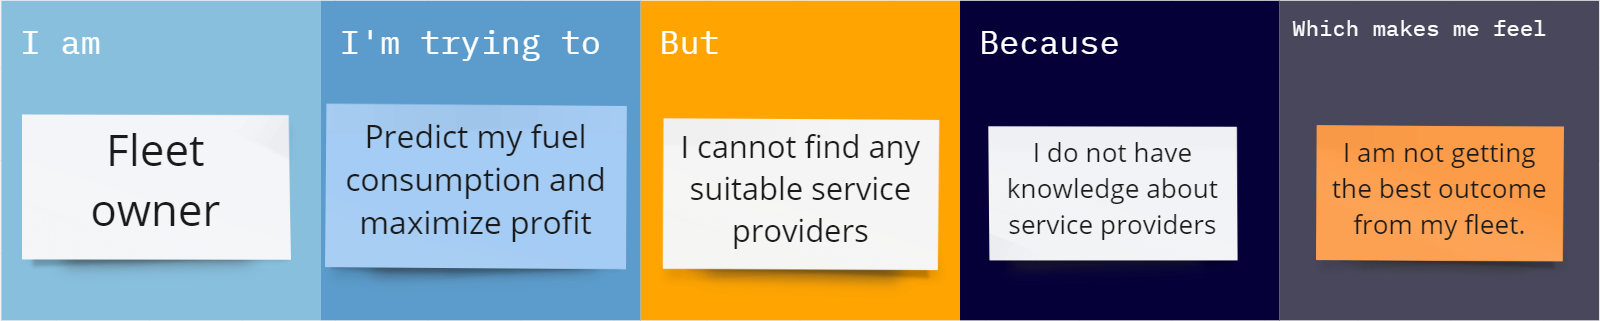 I am
Fleet
owner
I'm trying to
Predict my fuel
consumption and
maximize profit
But
I cannot find any
suitable service
providers
Because
I do not have
knowledge about
service providers
Which makes me feel
I am not getting
the best outcome
from my fleet.